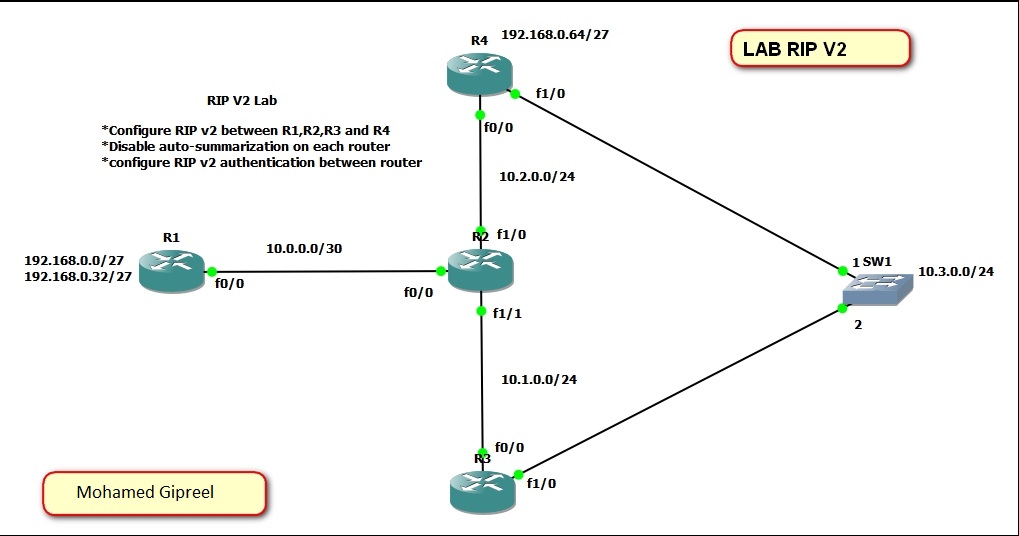 R4
192.168.0.64/27
LAB RIP V2
f1/0
f0/0
RIP V2 Lab
*Configure RIP v2 between R1,R2,R3 and R4
*Disable auto-summarization on each router
*configure RIP v2 authentication between router
10.2.0.0/24
R1
10.0.0.0/30
R2
f1/0
192.168.0.0/27
192.168.0.32/27
f0/0
f0/0
1
SW1
10.3.0.0/24
f1/1
2
10.1.0.0/24
f0/0
R3
f1/0
Mohamed Gipreel